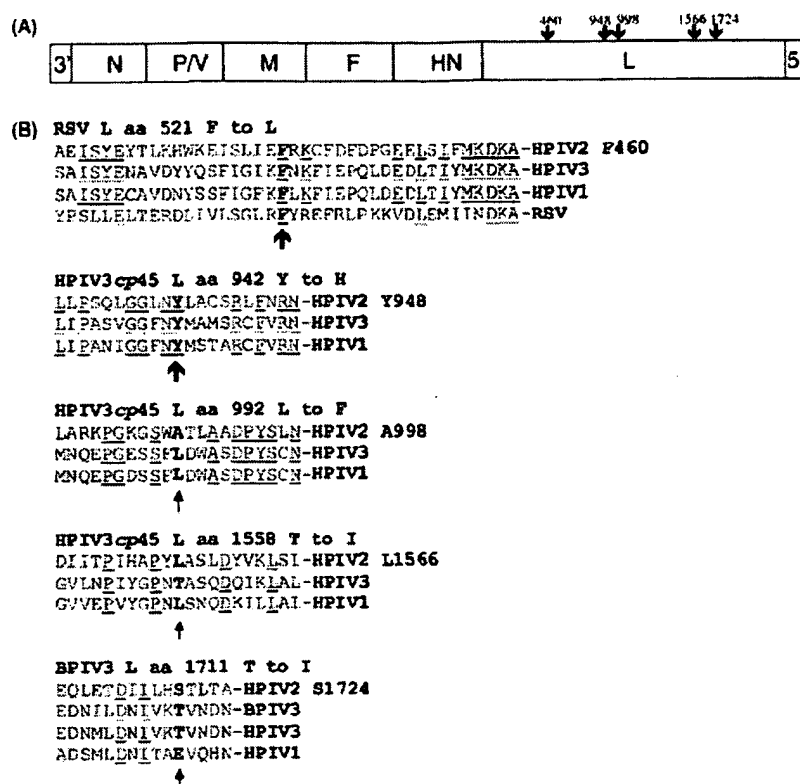 (A)
460 948 998 1566 1724
3' N P/V M F HN L 5
(B) RSV L aa 521 F to L
AEISYEYTLKHWKEISLIEFRKCFDFDPGEELSIFMKDKA-HPIV2 F460
SAISYENAVDYYQSFIGIKFNKFIEPQLDEDLTIYMKDKA-HPIV3
SAISYECAVDNYSSFIGFKFLKFIEPQLDEDLTIYMKDKA-HPIV1
YPSLLELTERDLIVLSGLRFYREFRLPKKVDLEMIINDKA-RSV
HPIV3cp45 L aa 942 Y to H
LLPSQLGGLNYLACSRLFNRN-HPIV2 Y948
LIPASVGGFNYMAMSRCFVRN-HPIV3
LIPANIGGFNYMSTARCFVRN-HPIV1
HPIV3cp45 L aa 992 L to F
LARKPGKGSWATLAADPYSLN-HPIV2 A998
MNQEPGESSFLDWASDPYSCN-HPIV3
MNQEPGDSSFLDWASDPYSCN-HPIV1
HPIV3cp45 L aa 1558 T to I
DIITPIHAPYLASLDYVKLSI-HPIV2 L1566
GVLNPIYGPNTASQDQIKLAL-HPIV3
GVVEPVYGPNLSNQDKILLAL-HPIV1
BPIV3 L aa 1711 T to I
EQLETDIILHSTLTA-HPIV2 S1724
EDNILDNIVKTVNDN-BPIV3
EDNMLDNIVKTVNDN-HPIV3
ADSMLDNITAEVQHN-HPIV1